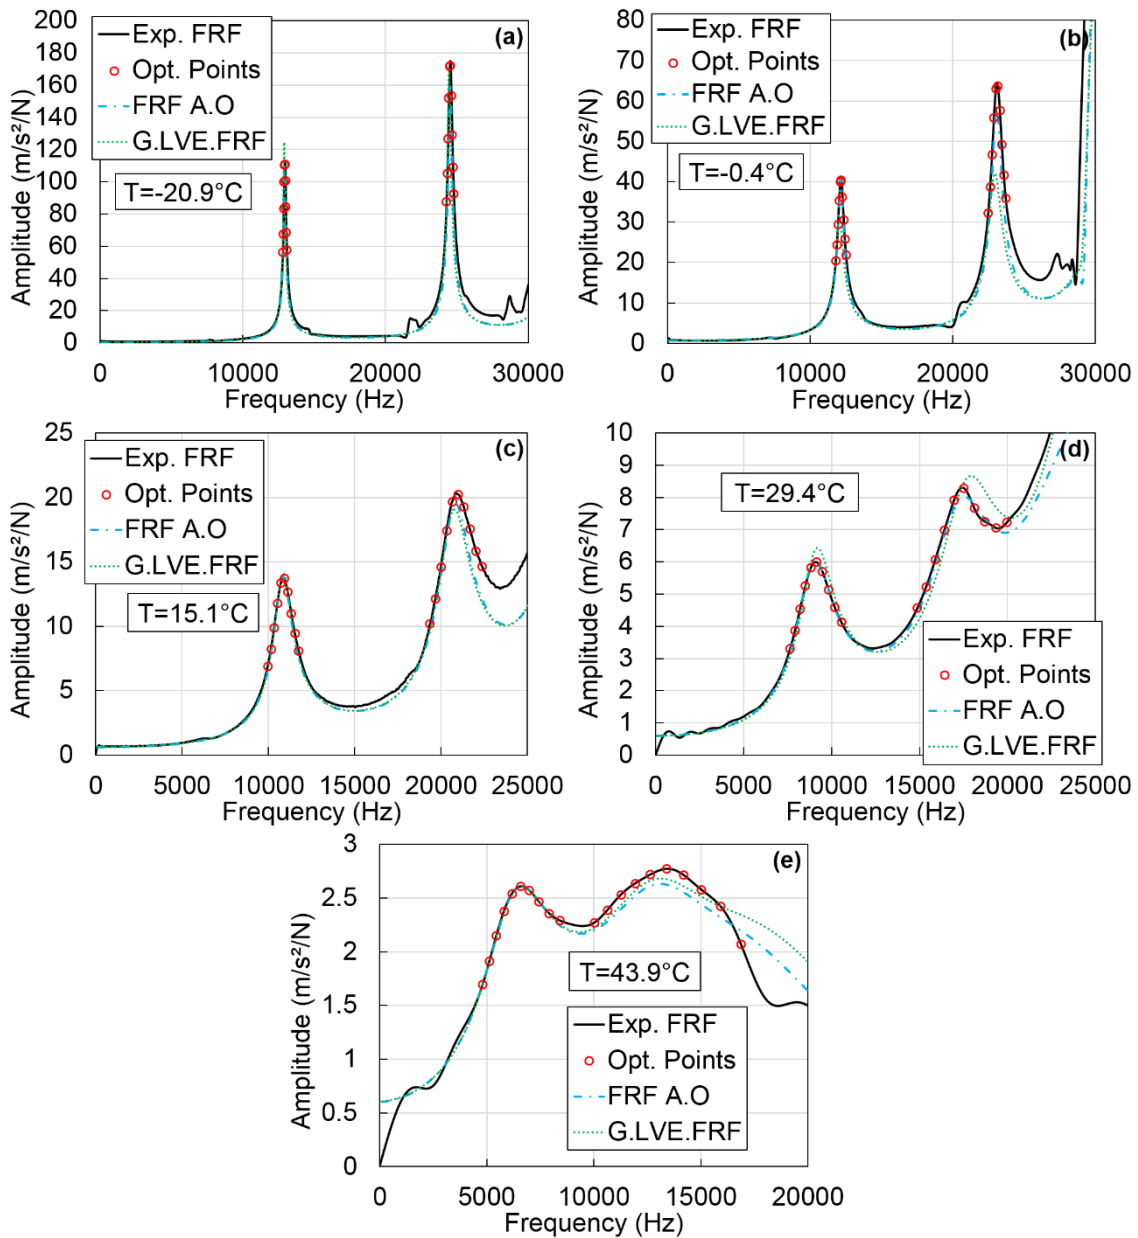 (a)
Amplitude (m/s²/N)
200
180
160
140
120
100
80
60
40
20
0
Exp. FRF
Opt. Points
FRF A.O
G.LVE.FRF
T=-20.9°C
0 10000 20000 30000
Frequency (Hz)
(b)
Amplitude (m/s²/N)
80
70
60
50
40
30
20
10
0
Exp. FRF
Opt. Points
FRF A.O
G.LVE.FRF
T=-0.4°C
0 10000 20000 30000
Frequency (Hz)
(c)
Amplitude (m/s²/N)
25
20
15
10
5
0
Exp. FRF
Opt. Points
FRF A.O
G.LVE.FRF
T=15.1°C
0 5000 10000 15000 20000 25000
Frequency (Hz)
(d)
Amplitude (m/s²/N)
10
9
8
7
6
5
4
3
2
1
0
T=29.4°C
Exp. FRF
Opt. Points
FRF A.O
G.LVE.FRF
0 5000 10000 15000 20000 25000
Frequency (Hz)
(e)
Amplitude (m/s²/N)
3
2.5
2
1.5
1
0.5
0
T=43.9°C
Exp. FRF
Opt. Points
FRF A.O
G.LVE.FRF
0 5000 10000 15000 20000
Frequency (Hz)